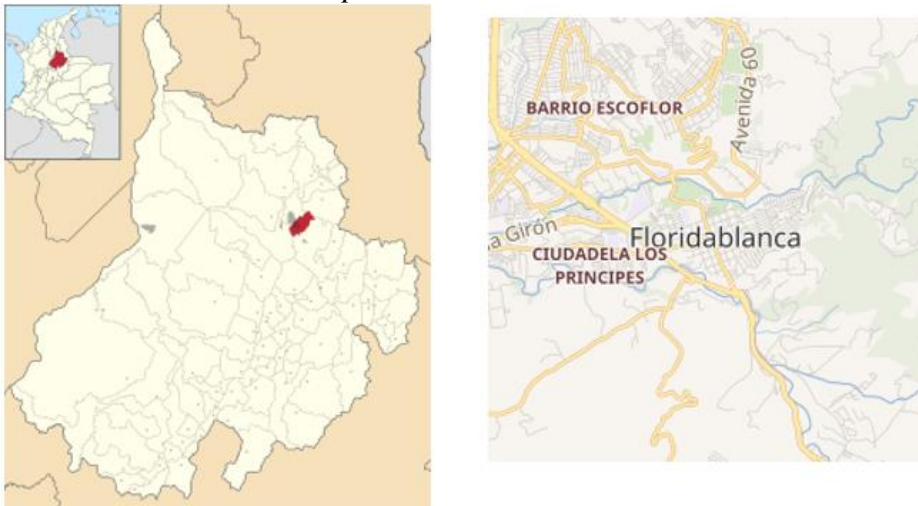 BARRIO ESCOFLOR
Avenida 60
Girón
Floridablanca
CIUDADELA LOS
PRINCIPES